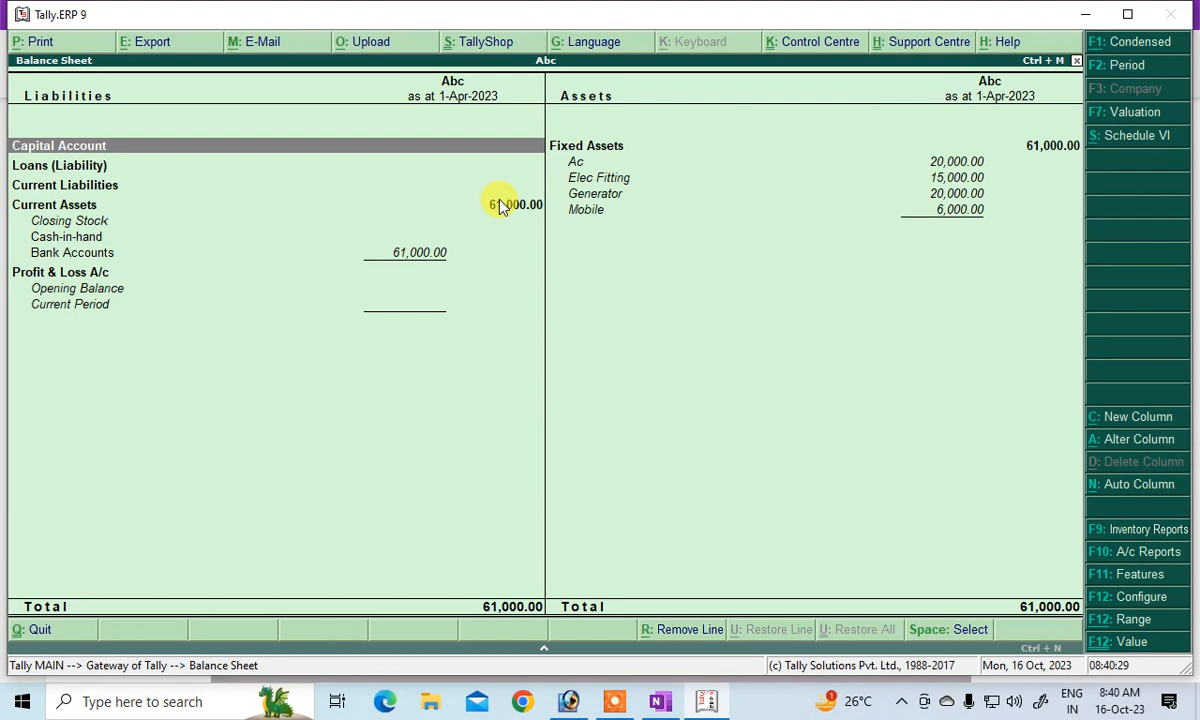 Tally.ERP 9
P: Print E: Export M: E-Mail O: Upload S: TallyShop G: Language K: Keyboard K: Control Centre H: Support Centre H: Help
Balance Sheet Abc Ctrl + M
Liabilities
Abc
as at 1-Apr-2023
Assets
Abc
as at 1-Apr-2023
Capital Account
Loans (Liability)
Current Liabilities
Current Assets 61,000.00
Closing Stock
Cash-in-hand
Bank Accounts 61,000.00
Profit & Loss A/c
Opening Balance
Current Period
Fixed Assets 61,000.00
Ac 20,000.00
Elec Fitting 15,000.00
Generator 20,000.00
Mobile 6,000.00
Total 61,000.00
Total 61,000.00
F1: Condensed
F2: Period
F3: Company
F7: Valuation
S: Schedule VI
C: New Column
A: Alter Column
D: Delete Column
N: Auto Column
F9: Inventory Reports
F10: A/c Reports
F11: Features
F12: Configure
F12: Range
F12: Value
Q: Quit R: Remove Line U: Restore Line U: Restore All Space: Select
Ctrl + N
Tally MAIN --> Gateway of Tally --> Balance Sheet (c) Tally Solutions Pvt. Ltd., 1988-2017 Mon, 16 Oct, 2023 08:40:29
Type here to search
1
26°C
ENG
IN
8:40 AM
16-Oct-23